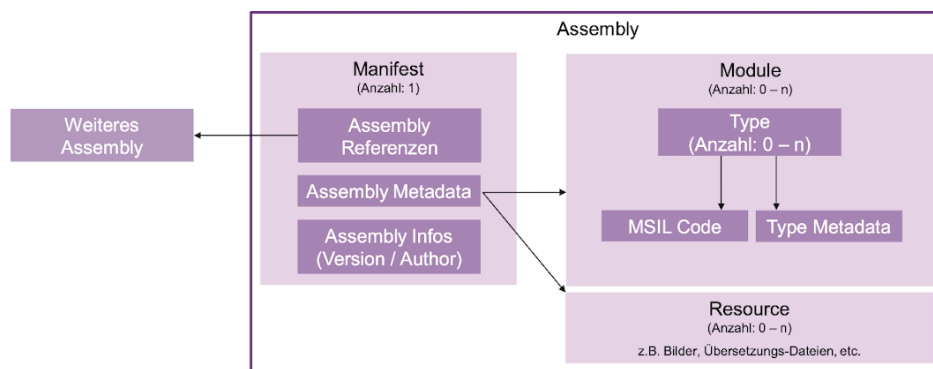 Assembly
Manifest
(Anzahl: 1)
Assembly
Referenzen
Assembly Metadata
Assembly Infos
(Version / Author)
Weiteres
Assembly
Module
(Anzahl: 0 – n)
Type
(Anzahl: 0 – n)
MSIL Code
Type Metadata
Resource
(Anzahl: 0 – n)
z.B. Bilder, Übersetzungs-Dateien, etc.